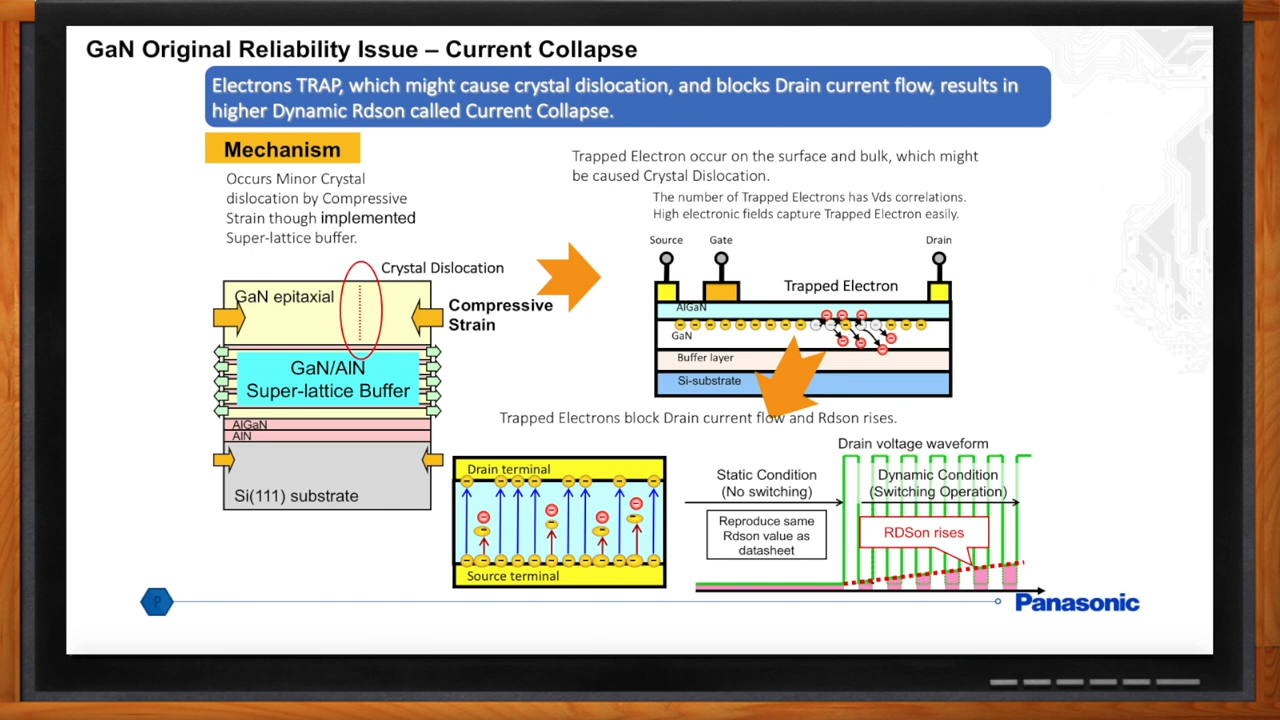 GaN Original Reliability Issue – Current Collapse
Electrons TRAP, which might cause crystal dislocation, and blocks Drain current flow, results in
higher Dynamic Rdson called Current Collapse.
Mechanism
Occurs Minor Crystal
dislocation by Compressive
Strain though implemented
Super-lattice buffer.
Crystal Dislocation
GaN epitaxial
Compressive
Strain
GaN/AlN
Super-lattice Buffer
AlGaN
AlN
Si(111) substrate
Trapped Electron occur on the surface and bulk, which might
be caused Crystal Dislocation.
The number of Trapped Electrons has Vds correlations.
High electronic fields capture Trapped Electron easily.
Source
Gate
Drain
Trapped Electron
AlGaN
GaN
Buffer layer
Si-substrate
Trapped Electrons block Drain current flow and Rdson rises.
Drain terminal
Source terminal
Drain voltage waveform
Static Condition
(No switching)
Dynamic Condition
(Switching Operation)
Reproduce same
Rdson value as
datasheet
RDSon rises
P
Panasonic